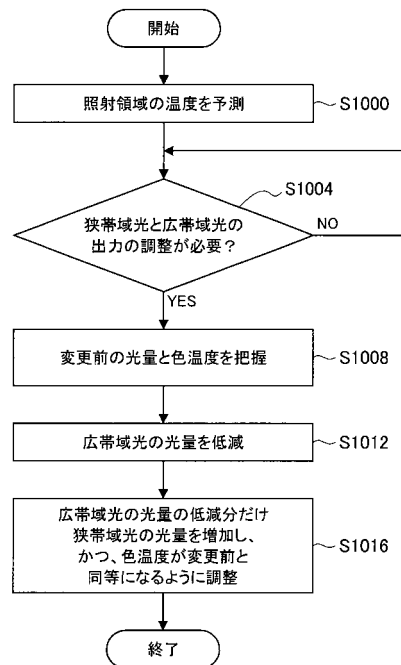 開始
照射領域の温度を予測
S1000
S1004
狭帯域光と広帯域光の
出力の調整が必要？
NO
YES
変更前の光量と色温度を把握
S1008
広帯域光の光量を低減
S1012
広帯域光の光量の低減分だけ
狭帯域光の光量を増加し、
かつ、色温度が変更前と
同等になるように調整
S1016
終了